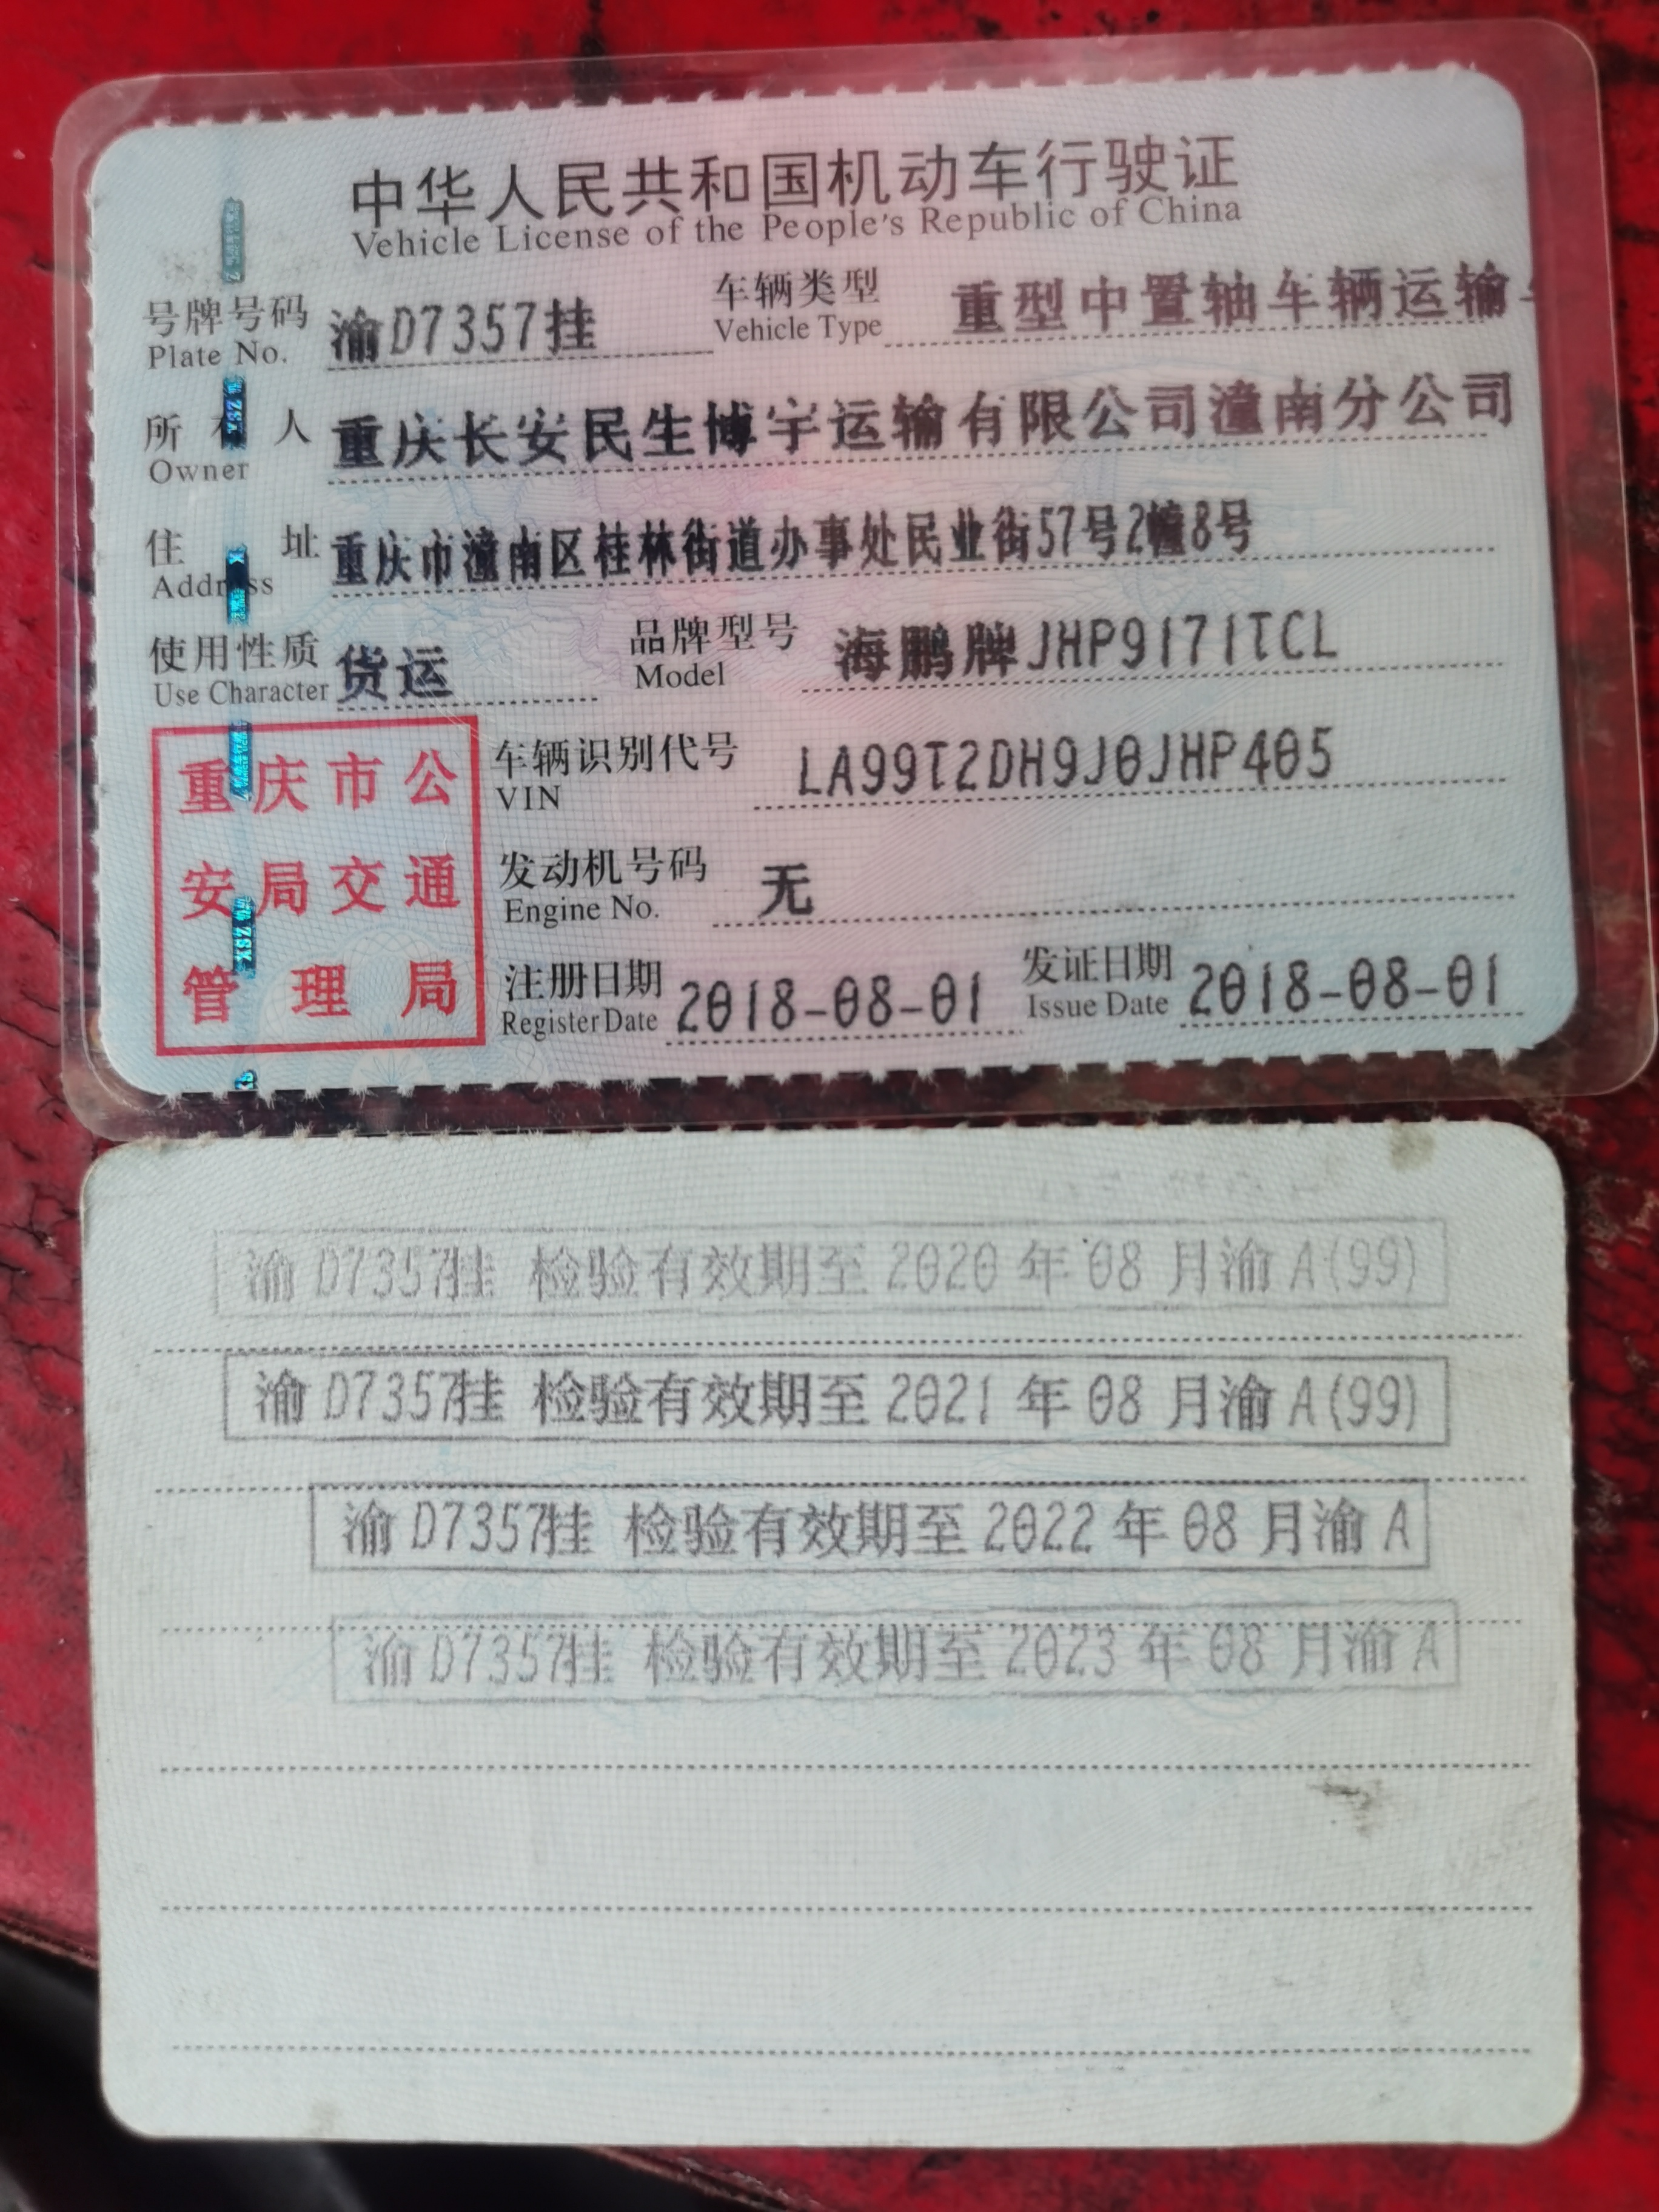 中华人民共和国机动车行驶证
Vehicle License of the People's Republic of China
号牌号码 渝D7357挂 车辆类型 重型中置轴车辆运输
Plate No. Vehicle Type
所有人 重庆长安民生博宇运输有限公司潼南分公司
Owner
住址 重庆市潼南区桂林街道办事处民业街57号2幢8号
Address
使用性质 货运 品牌型号 海鹏牌JHP9171TCL
Use Character Model
车辆识别代号 LA99T2DH9J0JHP405
VIN
发动机号码 无
Engine No.
注册日期 2018-08-01 发证日期 2018-08-01
Register Date Issue Date
重庆市公
安局交通
管理局
渝D7357挂 检验有效期至2020年08月渝A(99)
渝D7357挂 检验有效期至2021年08月渝A(99)
渝D7357挂 检验有效期至2022年08月渝A
渝D7357挂 检验有效期至2023年08月渝A